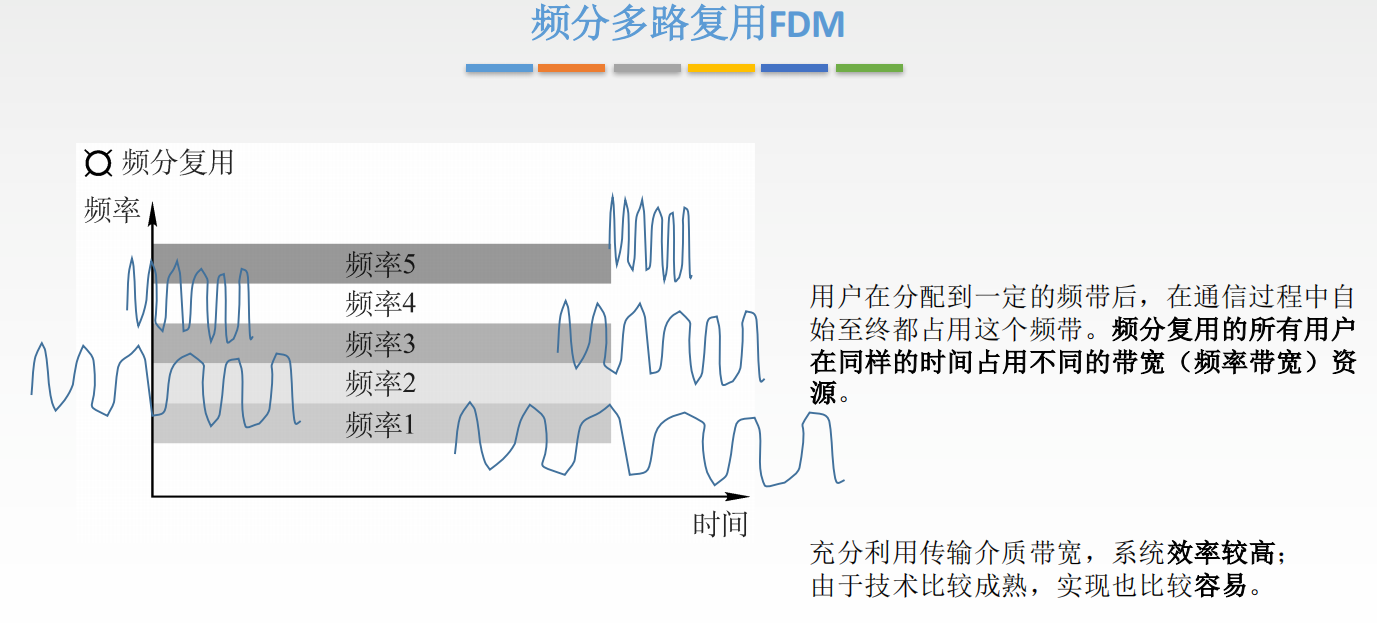 频分多路复用FDM
频分复用
频率
频率5
频率4
频率3
频率2
频率1
时间
用户在分配到一定的频带后，在通信过程中自
始至终都占用这个频带。频分复用的所有用户
在同样的时间占用不同的带宽（频率带宽）资
源。
充分利用传输介质带宽，系统效率较高；
由于技术比较成熟，实现也比较容易。